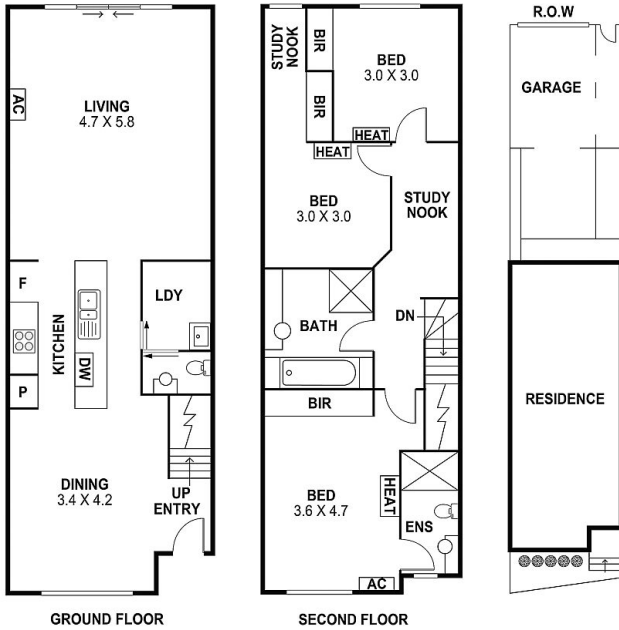 AC
LIVING
4.7 X 5.8
F
KITCHEN
P
DW
LDY
DINING
3.4 X 4.2
UP
ENTRY
GROUND FLOOR
STUDY
NOOK
BIR
BIR
BED
3.0 X 3.0
HEAT
HEAT
BED
3.0 X 3.0
STUDY
NOOK
BATH
DN
BIR
BED
3.6 X 4.7
HEAT
ENS
AC
SECOND FLOOR
R.O.W
GARAGE
RESIDENCE